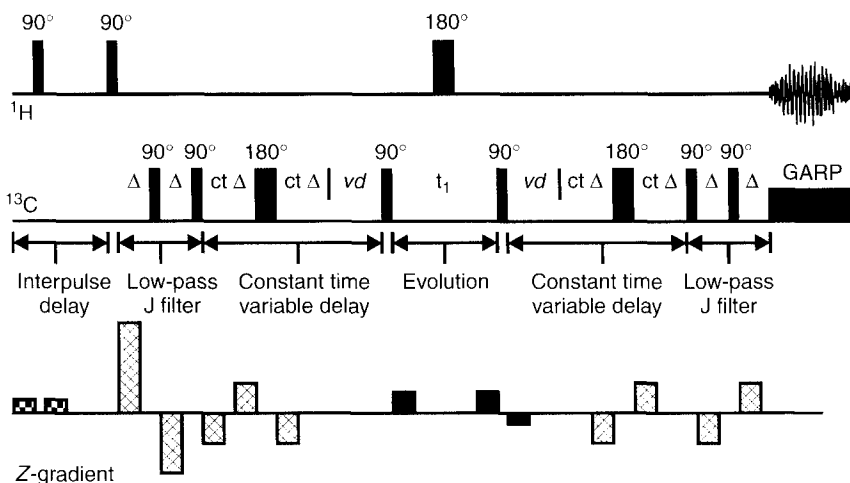 90° 90° 180°
¹H
90° 90° 180° 90° 90° 180° 90° 90°
Δ Δ ct Δ ct Δ vd t₁ vd ct Δ ct Δ Δ Δ GARP
¹³C
Interpulse delay
Low-pass J filter
Constant time variable delay
Evolution
Constant time variable delay
Low-pass J filter
Z-gradient